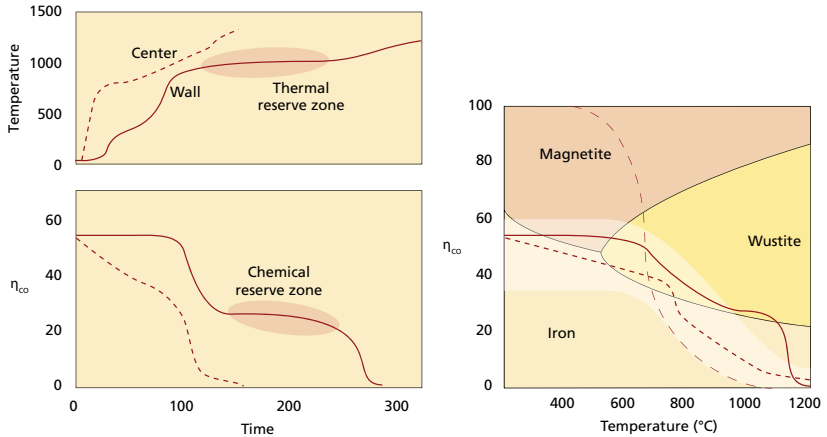 1500
1000
500
0
Temperature
Center
Wall
Thermal
reserve zone
60
40
20
0
ηco
Chemical
reserve zone
0
100
200
300
Time
100
80
60
40
20
0
ηco
Magnetite
Wustite
Iron
400
600
800
1000
1200
Temperature (°C)